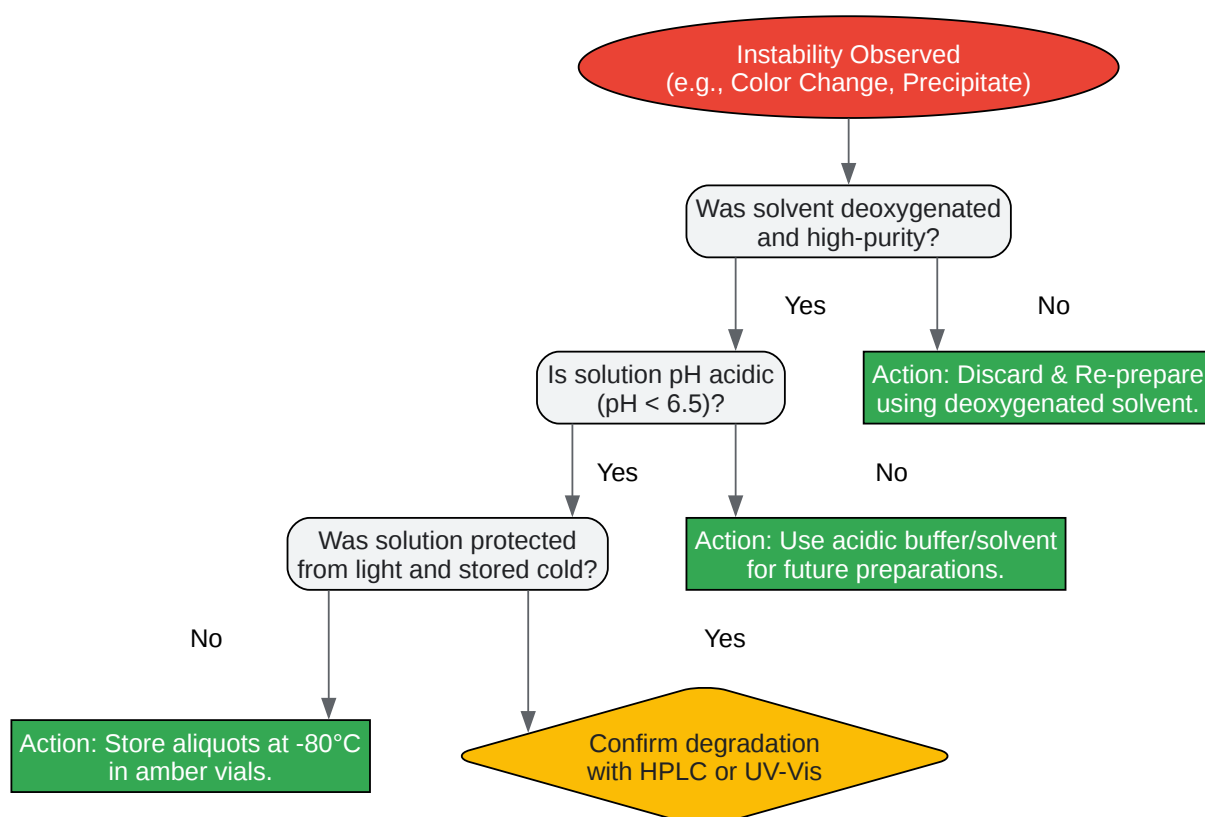 Instability Observed
(e.g., Color Change, Precipitate)
Was solvent deoxygenated
and high-purity?
Yes
No
Is solution pH acidic
(pH < 6.5)?
Action: Discard & Re-prepare
using deoxygenated solvent.
Yes
No
Was solution protected
from light and stored cold?
Action: Use acidic buffer/solvent
for future preparations.
No
Yes
Action: Store aliquots at -80°C
in amber vials.
Confirm degradation
with HPLC or UV-Vis